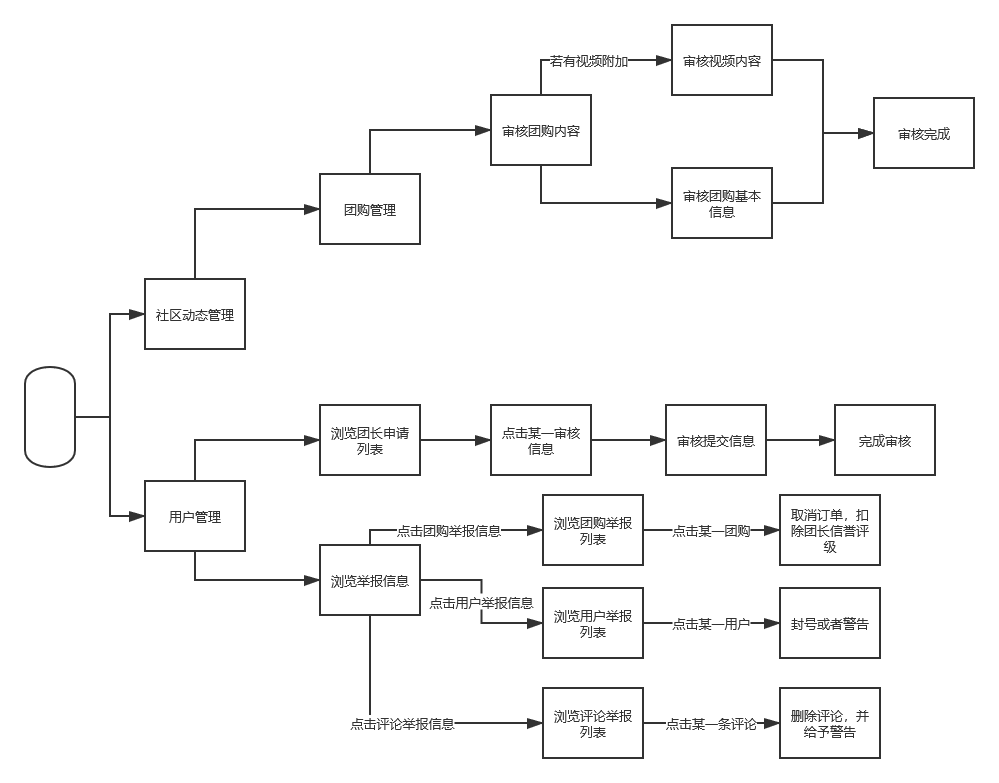 若有视频附加
审核视频内容
审核团购内容
审核完成
审核团购基本
信息
团购管理
社区动态管理
浏览团长申请
列表
点击某一审核
信息
审核提交信息
完成审核
用户管理
浏览举报信息
点击团购举报信息
浏览团购举报
列表
点击某一团购
取消订单，扣
除团长信誉评
级
点击用户举报信息
浏览用户举报
列表
点击某一用户
封号或者警告
点击评论举报信息
浏览评论举报
列表
点击某一条评论
删除评论，并
给予警告